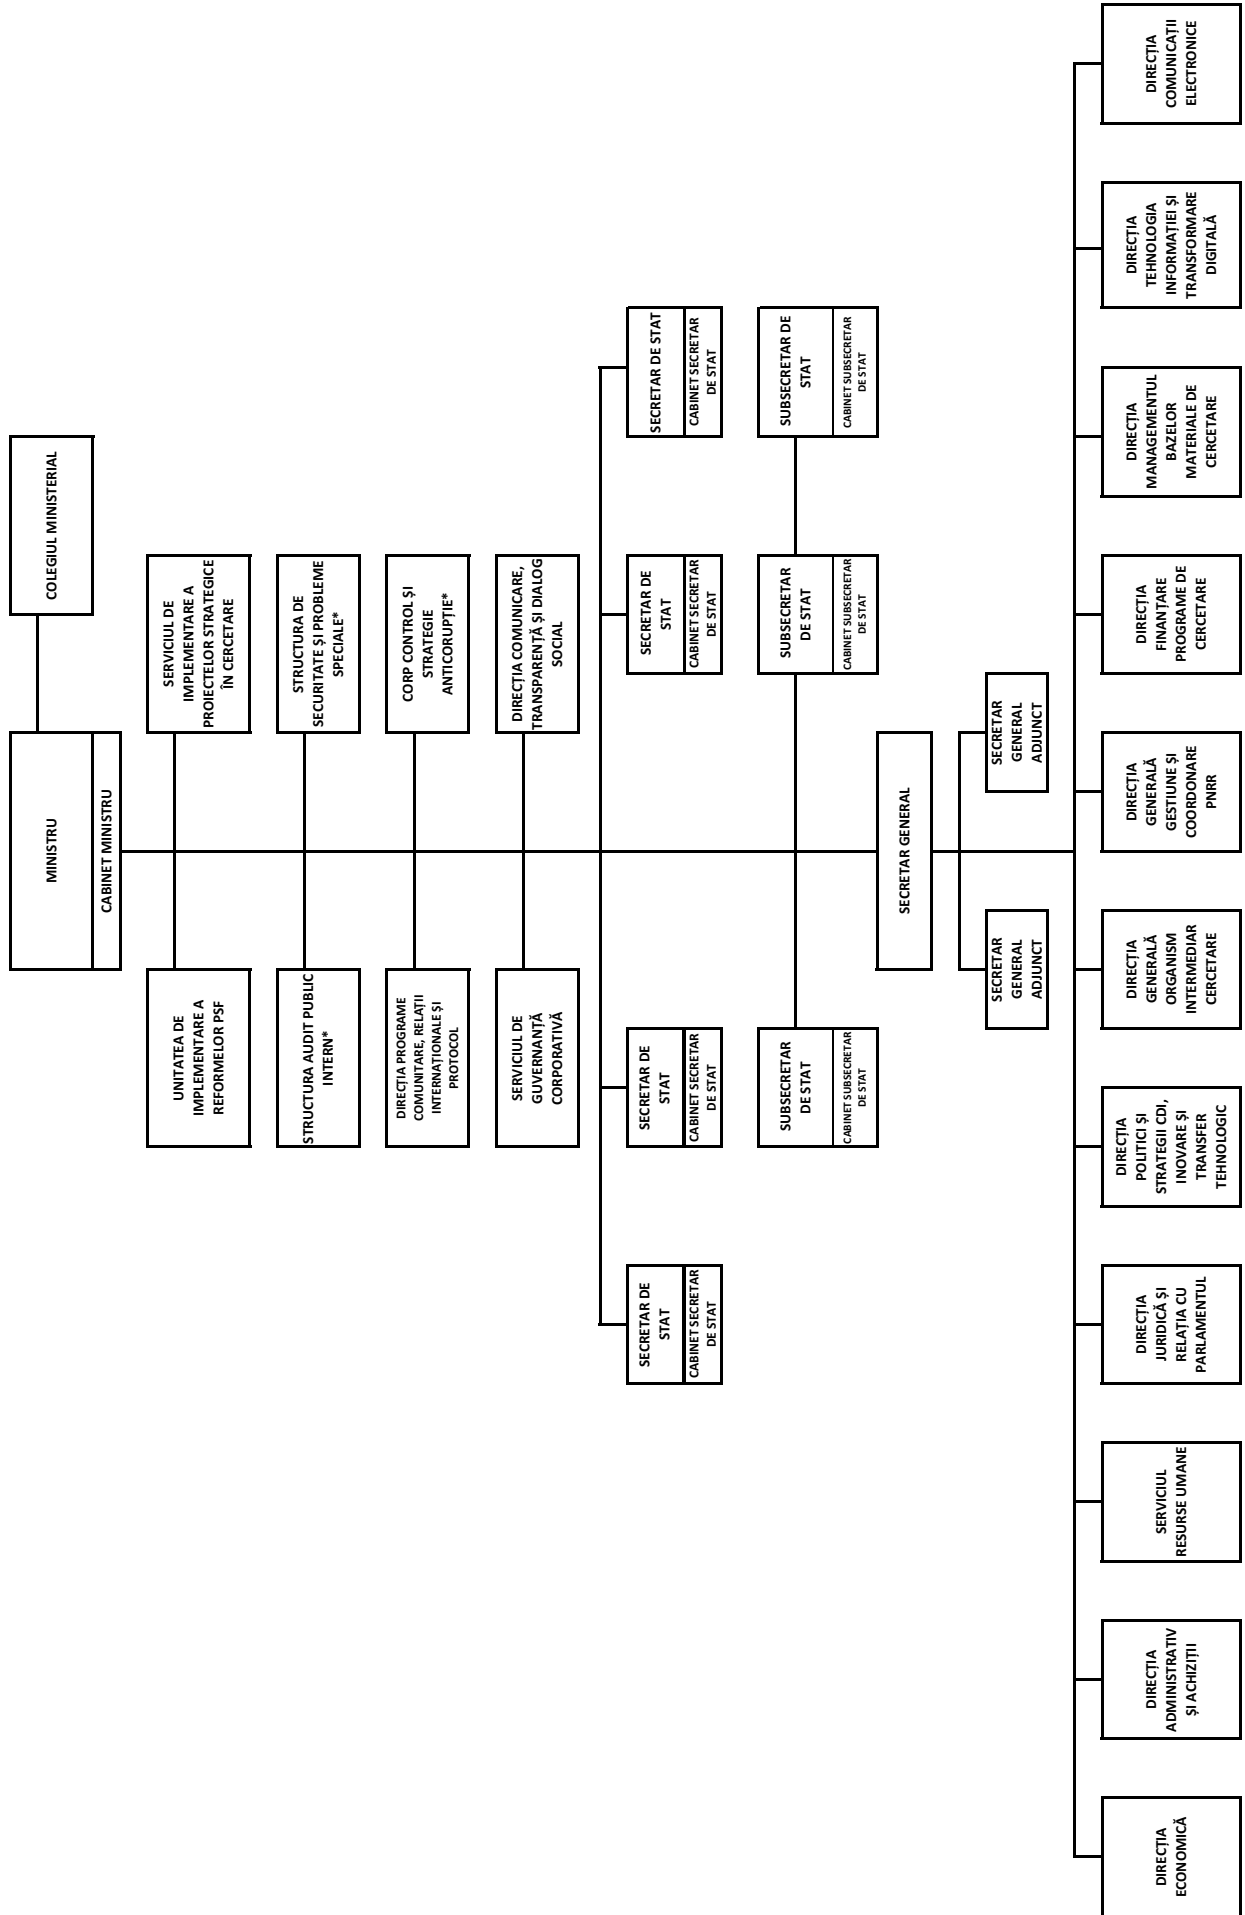 MINISTRU
CABINET MINISTRU
COLEGIUL MINISTERIAL
UNITATEA DE
IMPLEMENTARE A
REFORMELOR PSF
SERVICIUL DE
IMPLEMENTARE A
PROIECTELOR STRATEGICE
ÎN CERCETARE
STRUCTURA AUDIT PUBLIC
INTERN*
STRUCTURA DE
SECURITATE ȘI PROBLEME
SPECIALE*
DIRECȚIA PROGRAME
COMUNITARE, RELAȚII
INTERNAȚIONALE ȘI
PROTOCOL
CORP CONTROL ȘI
STRATEGIE
ANTICORUPȚIE*
SERVICIUL DE
GUVERNANȚĂ
CORPORATIVĂ
DIRECȚIA COMUNICARE,
TRANSPARENȚĂ ȘI DIALOG
SOCIAL
SECRETAR DE
STAT
CABINET SECRETAR
DE STAT
SECRETAR DE
STAT
CABINET SECRETAR
DE STAT
SECRETAR DE
STAT
CABINET SECRETAR
DE STAT
SECRETAR DE STAT
CABINET SECRETAR
DE STAT
SUBSECRETAR
DE STAT
CABINET SUBSECRETAR
DE STAT
SUBSECRETAR
DE STAT
CABINET SUBSECRETAR
DE STAT
SUBSECRETAR DE
STAT
CABINET SUBSECRETAR
DE STAT
SECRETAR GENERAL
SECRETAR
GENERAL
ADJUNCT
SECRETAR
GENERAL
ADJUNCT
DIRECȚIA
ECONOMICĂ
DIRECȚIA
ADMINISTRATIV
ȘI ACHIZIȚII
SERVICIUL
RESURSE UMANE
DIRECȚIA
JURIDICĂ ȘI
RELAȚIA CU
PARLAMENTUL
DIRECȚIA
POLITICI ȘI
STRATEGII CDI,
INOVARE ȘI
TRANSFER
TEHNOLOGIC
DIRECȚIA
GENERALĂ
ORGANISM
INTERMEDIAR
CERCETARE
DIRECȚIA
GENERALĂ
GESTIUNE ȘI
COORDONARE
PNRR
DIRECȚIA
FINANȚARE
PROGRAME DE
CERCETARE
DIRECȚIA
MANAGEMENTUL
BAZELOR
MATERIALE DE
CERCETARE
DIRECȚIA
TEHNOLOGIA
INFORMAȚIEI ȘI
TRANSFORMARE
DIGITALĂ
DIRECȚIA
COMUNICAȚII
ELECTRONICE